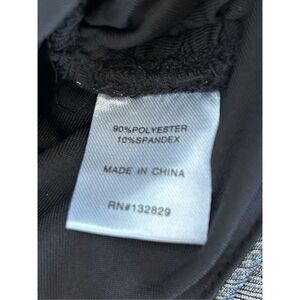 90%POLYESTER
10%SPANDEX
MADE IN CHINA
RN#132829